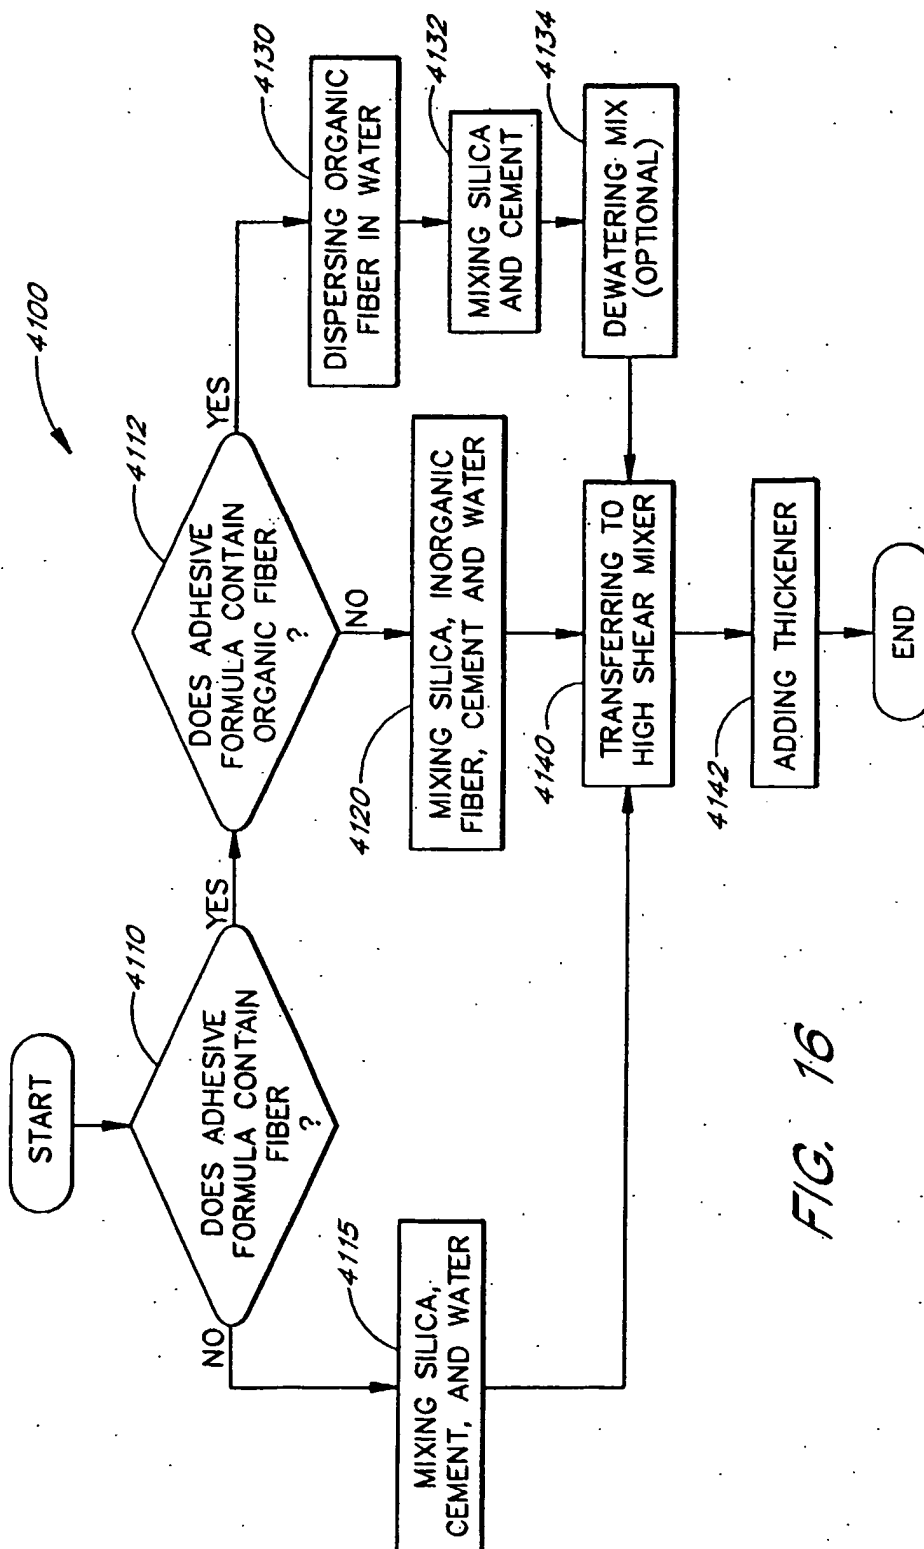 4100
START
4110
DOES ADHESIVE
FORMULA CONTAIN
FIBER
?
NO
YES
4112
DOES ADHESIVE
FORMULA CONTAIN
ORGANIC FIBER
?
YES
NO
4115
MIXING SILICA,
CEMENT, AND WATER
4120
MIXING SILICA, INORGANIC
FIBER, CEMENT AND WATER
4130
DISPERSING ORGANIC
FIBER IN WATER
4132
MIXING SILICA
AND CEMENT
4134
DEWATERING MIX
(OPTIONAL)
4140
TRANSFERRING TO
HIGH SHEAR MIXER
4142
ADDING THICKENER
END
FIG. 16